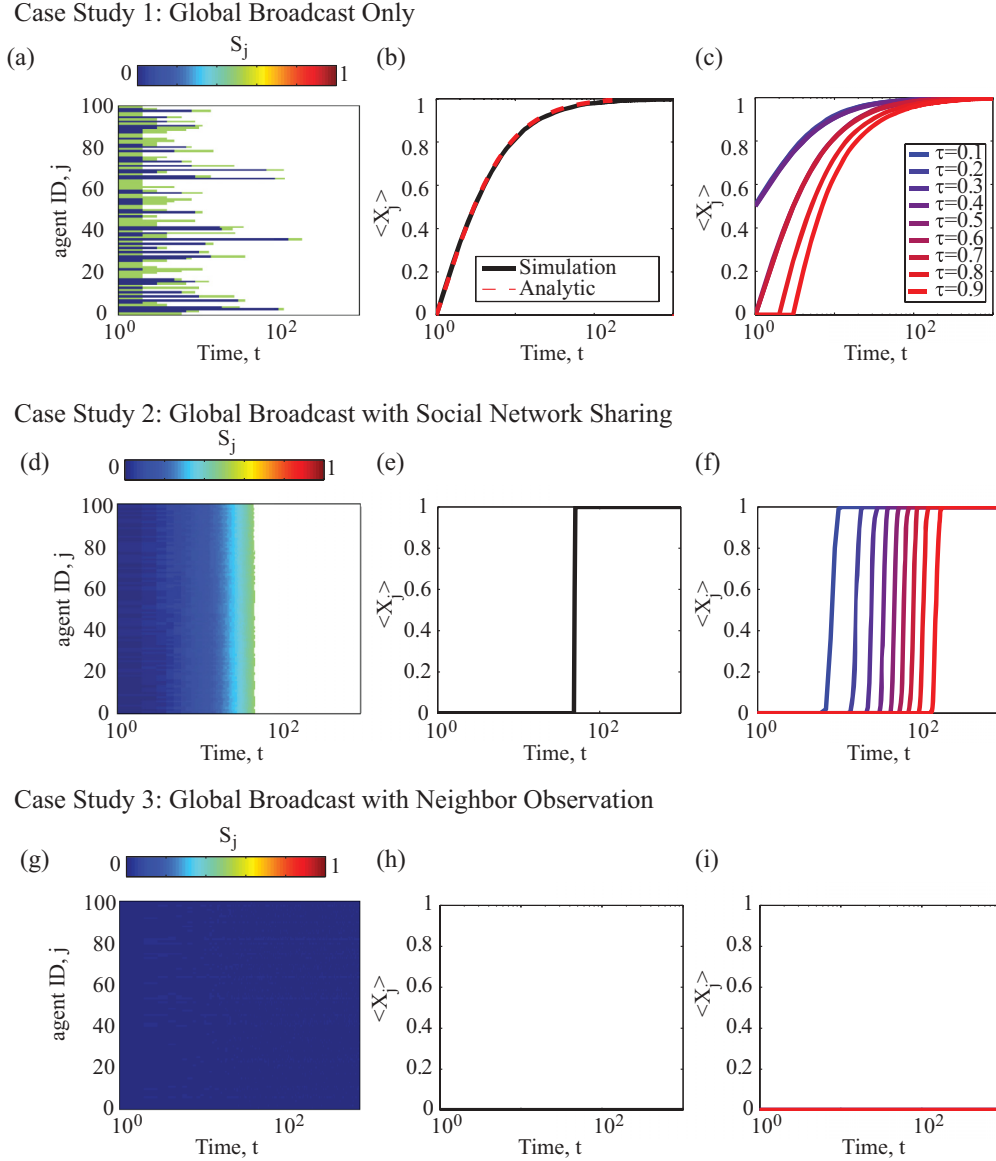 Case Study 1: Global Broadcast Only
(a)
S_j
0
1
100
80
60
40
20
0
agent ID, j
10^0
10^2
Time, t
(b)
1
0.8
0.6
0.4
0.2
0
<X_j>
Simulation
Analytic
10^0
10^2
Time, t
(c)
1
0.8
0.6
0.4
0.2
0
<X_j>
τ=0.1
τ=0.2
τ=0.3
τ=0.4
τ=0.5
τ=0.6
τ=0.7
τ=0.8
τ=0.9
10^0
10^2
Time, t
Case Study 2: Global Broadcast with Social Network Sharing
(d)
S_j
0
1
100
80
60
40
20
0
agent ID, j
10^0
10^2
Time, t
(e)
1
0.8
0.6
0.4
0.2
0
<X_j>
10^0
10^2
Time, t
(f)
1
0.8
0.6
0.4
0.2
0
<X_j>
10^0
10^2
Time, t
Case Study 3: Global Broadcast with Neighbor Observation
(g)
S_j
0
1
100
80
60
40
20
0
agent ID, j
10^0
10^2
Time, t
(h)
1
0.8
0.6
0.4
0.2
0
<X_j>
10^0
10^2
Time, t
(i)
1
0.8
0.6
0.4
0.2
0
<X_j>
10^0
10^2
Time, t